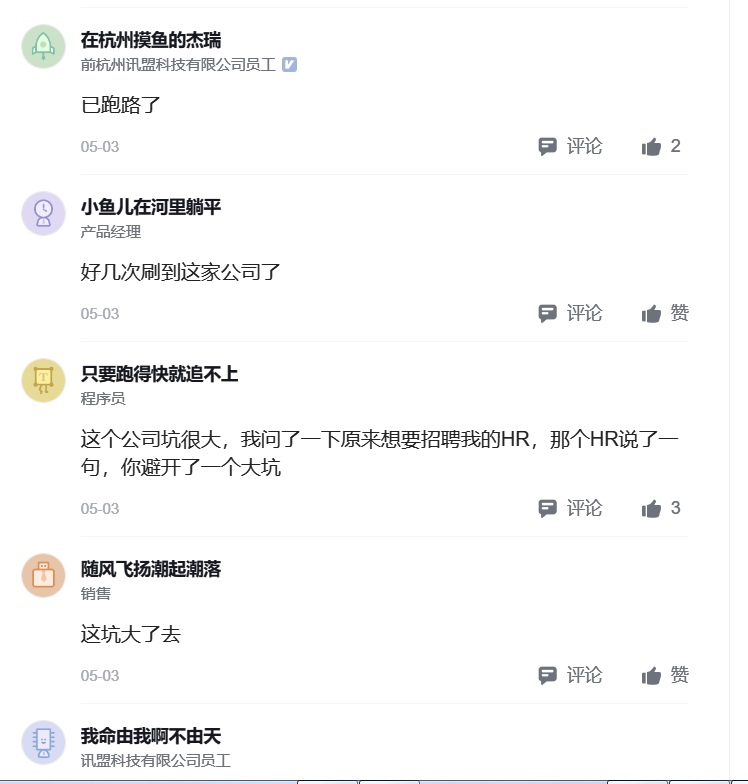 在杭州摸鱼的杰瑞
前杭州讯盟科技有限公司员工
已跑路了
05-03 评论 2
小鱼儿在河里躺平
产品经理
好几次刷到这家公司了
05-03 评论 赞
只要跑得快就追不上
程序员
这个公司坑很大，我问了一下原来想要招聘我的HR，那个HR说了一
句，你避开了一个大坑
05-03 评论 3
随风飞扬潮起潮落
销售
这坑大了去
05-03 评论 赞
我命由我啊不由天
讯盟科技有限公司员工